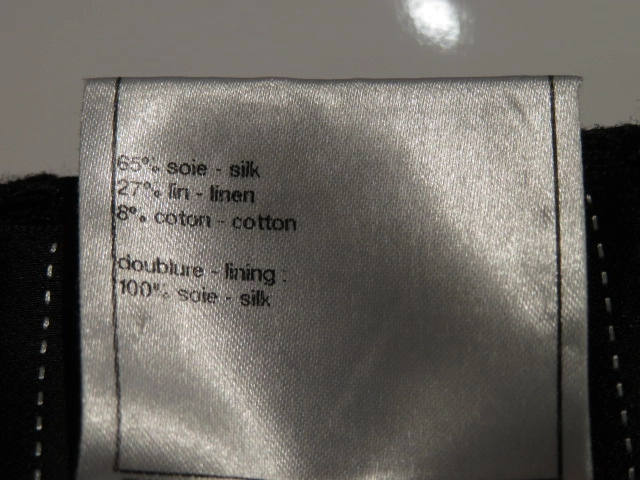 65% soie - silk
27% lin - linen
8% coton - cotton
doublure - lining :
100% soie - silk